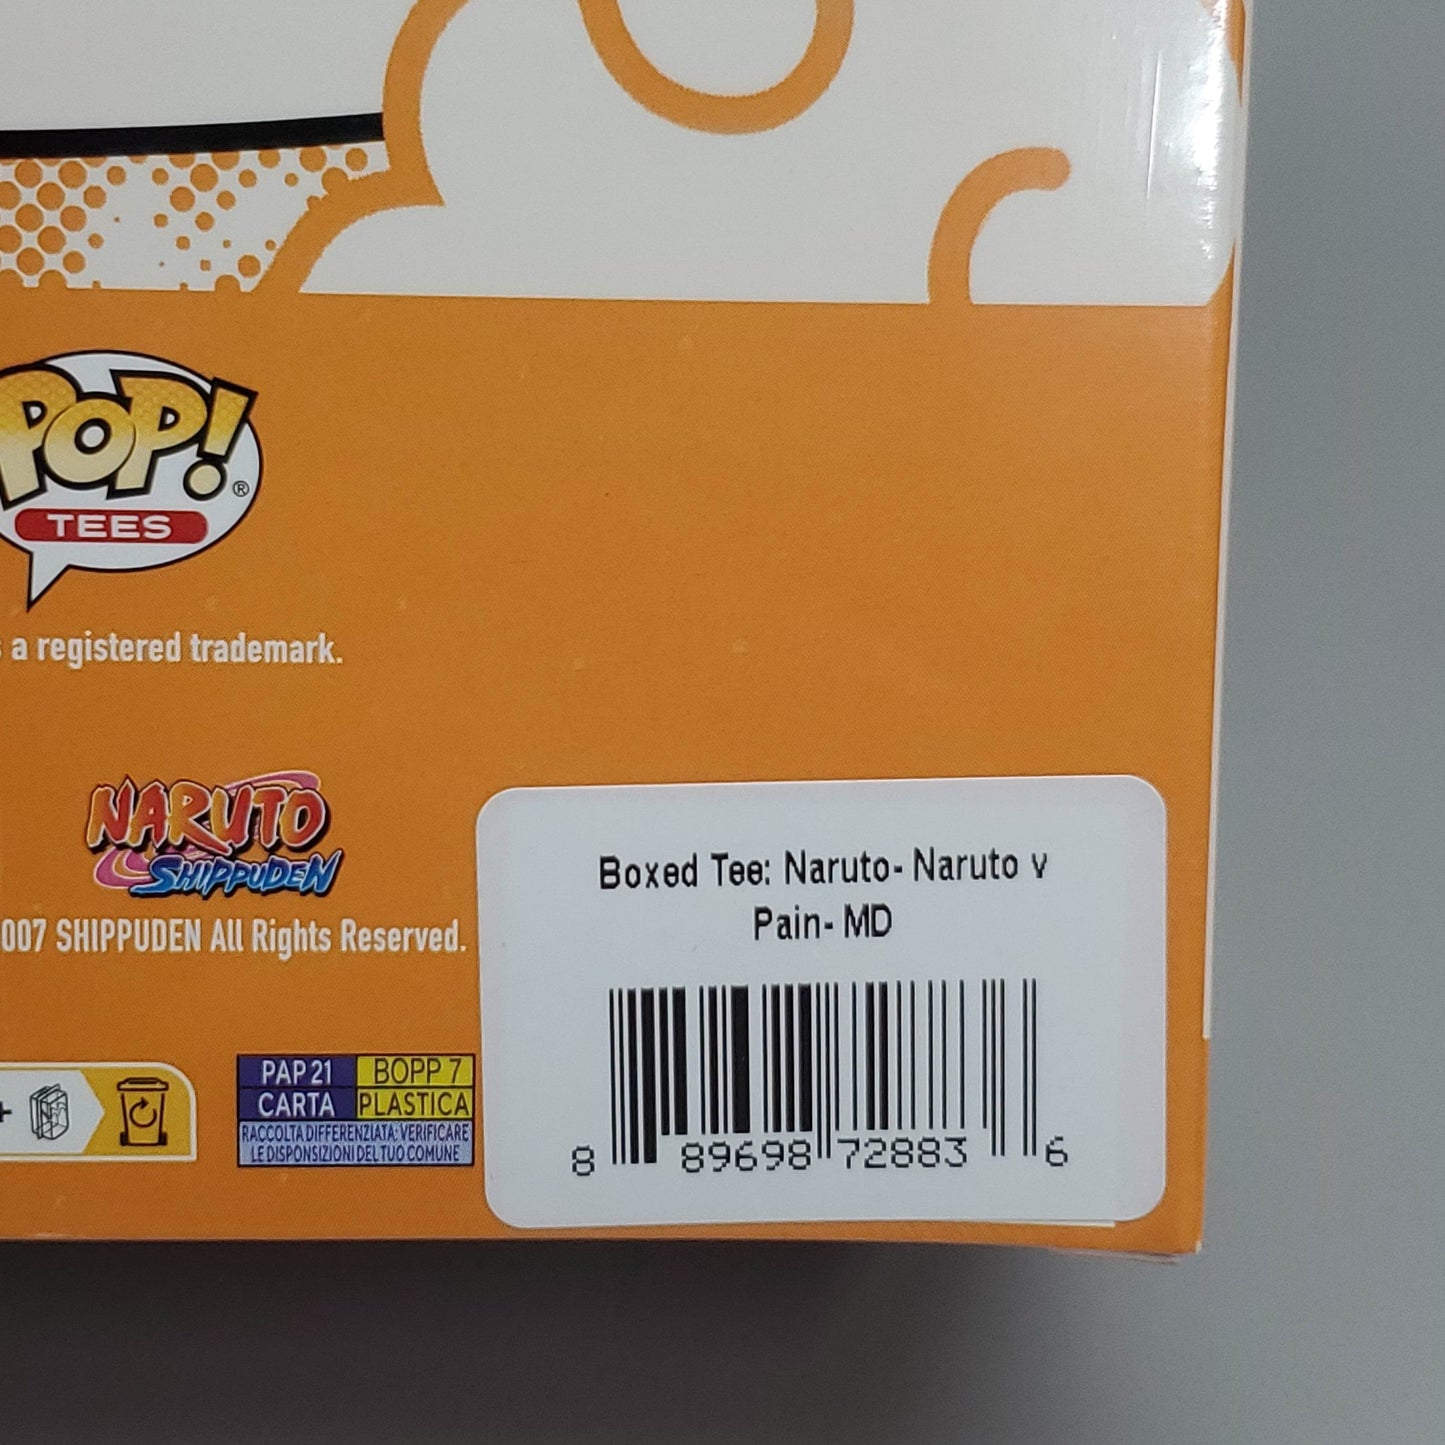 POP!®
TEES
a registered trademark.
NARUTO
SHIPPUDEN
007 SHIPPUDEN All Rights Reserved.
Boxed Tee: Naruto- Naruto v
Pain- MD
8 89698 72883 6
+
PAP 21 BOPP 7
CARTA PLASTICA
RACCOLTA DIFFERENZIATA: VERIFICARE
LE DISPONSIZIONI DEL TUO COMUNE